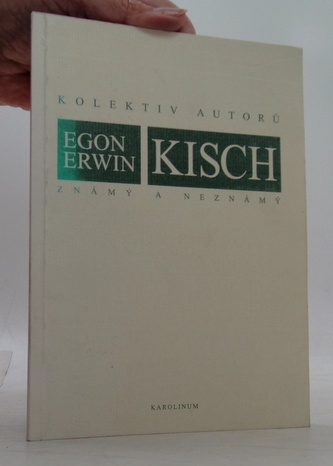 KOLEKTIV AUTORŮ
EGON
ERWIN
KISCH
ZNÁMÝ A NEZNÁMÝ
KAROLINUM